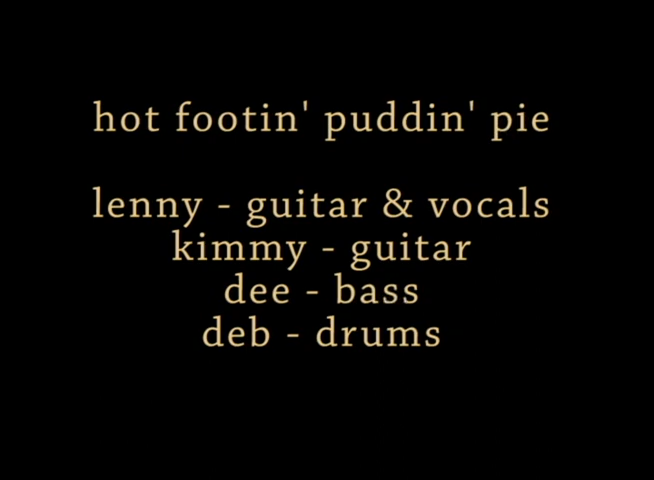 hot footin' puddin' pie
lenny - guitar & vocals
kimmy - guitar
dee - bass
deb - drums